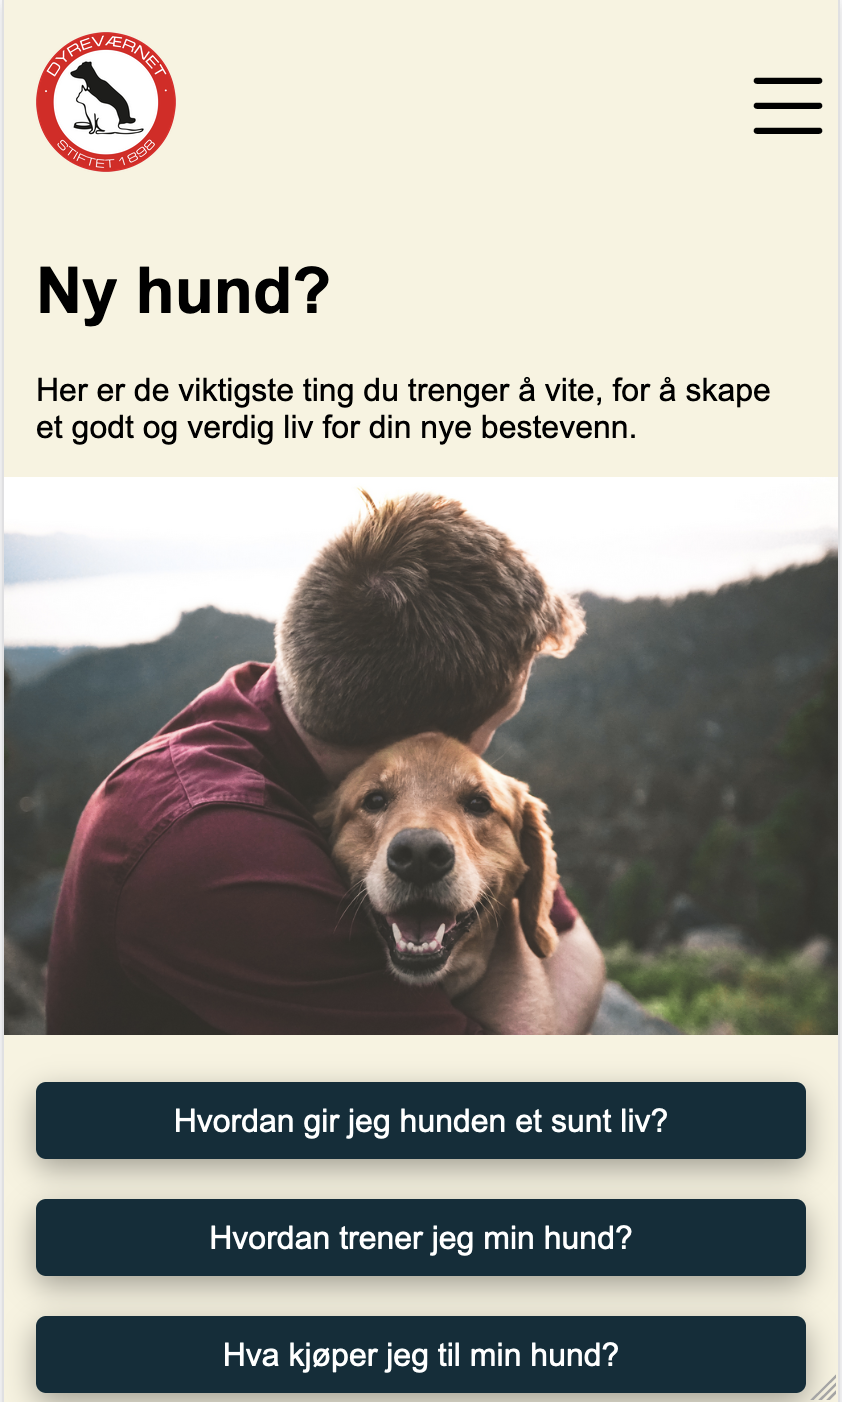 DYREVÆRNET
STIFTET 1898
Ny hund?
Her er de viktigste ting du trenger å vite, for å skape
et godt og verdig liv for din nye bestevenn.
Hvordan gir jeg hunden et sunt liv?
Hvordan trener jeg min hund?
Hva kjøper jeg til min hund?